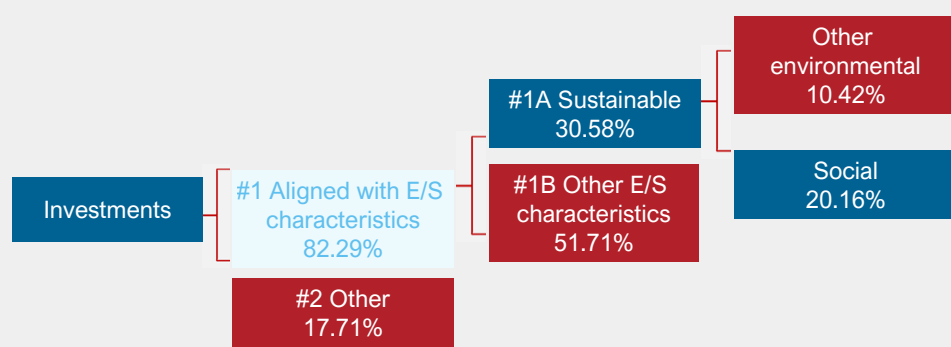 Investments
#1 Aligned with E/S
characteristics
82.29%
#2 Other
17.71%
#1A Sustainable
30.58%
#1B Other E/S
characteristics
51.71%
Other
environmental
10.42%
Social
20.16%